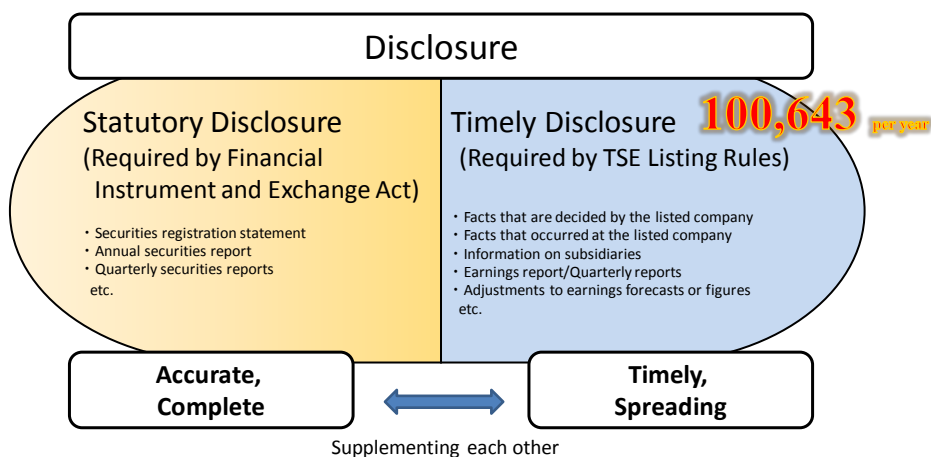 Disclosure
Statutory Disclosure
(Required by Financial
Instrument and Exchange Act)
・Securities registration statement
・Annual securities report
・Quarterly securities reports
etc.
Timely Disclosure 100,643 per year
(Required by TSE Listing Rules)
・Facts that are decided by the listed company
・Facts that occurred at the listed company
・Information on subsidiaries
・Earnings report/Quarterly reports
・Adjustments to earnings forecasts or figures
etc.
Accurate,
Complete
Timely,
Spreading
Supplementing each other